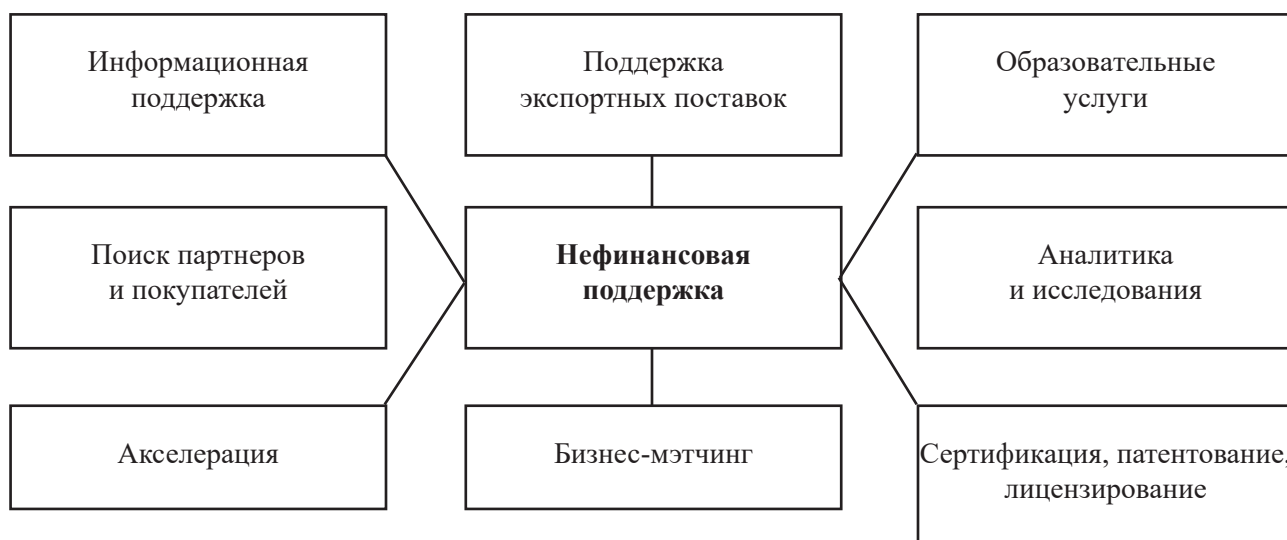 Информационная
поддержка
Поддержка
экспортных поставок
Образовательные
услуги
Поиск партнеров
и покупателей
Нефинансовая
поддержка
Аналитика
и исследования
Акселерация
Бизнес-мэтчинг
Сертификация, патентование,
лицензирование